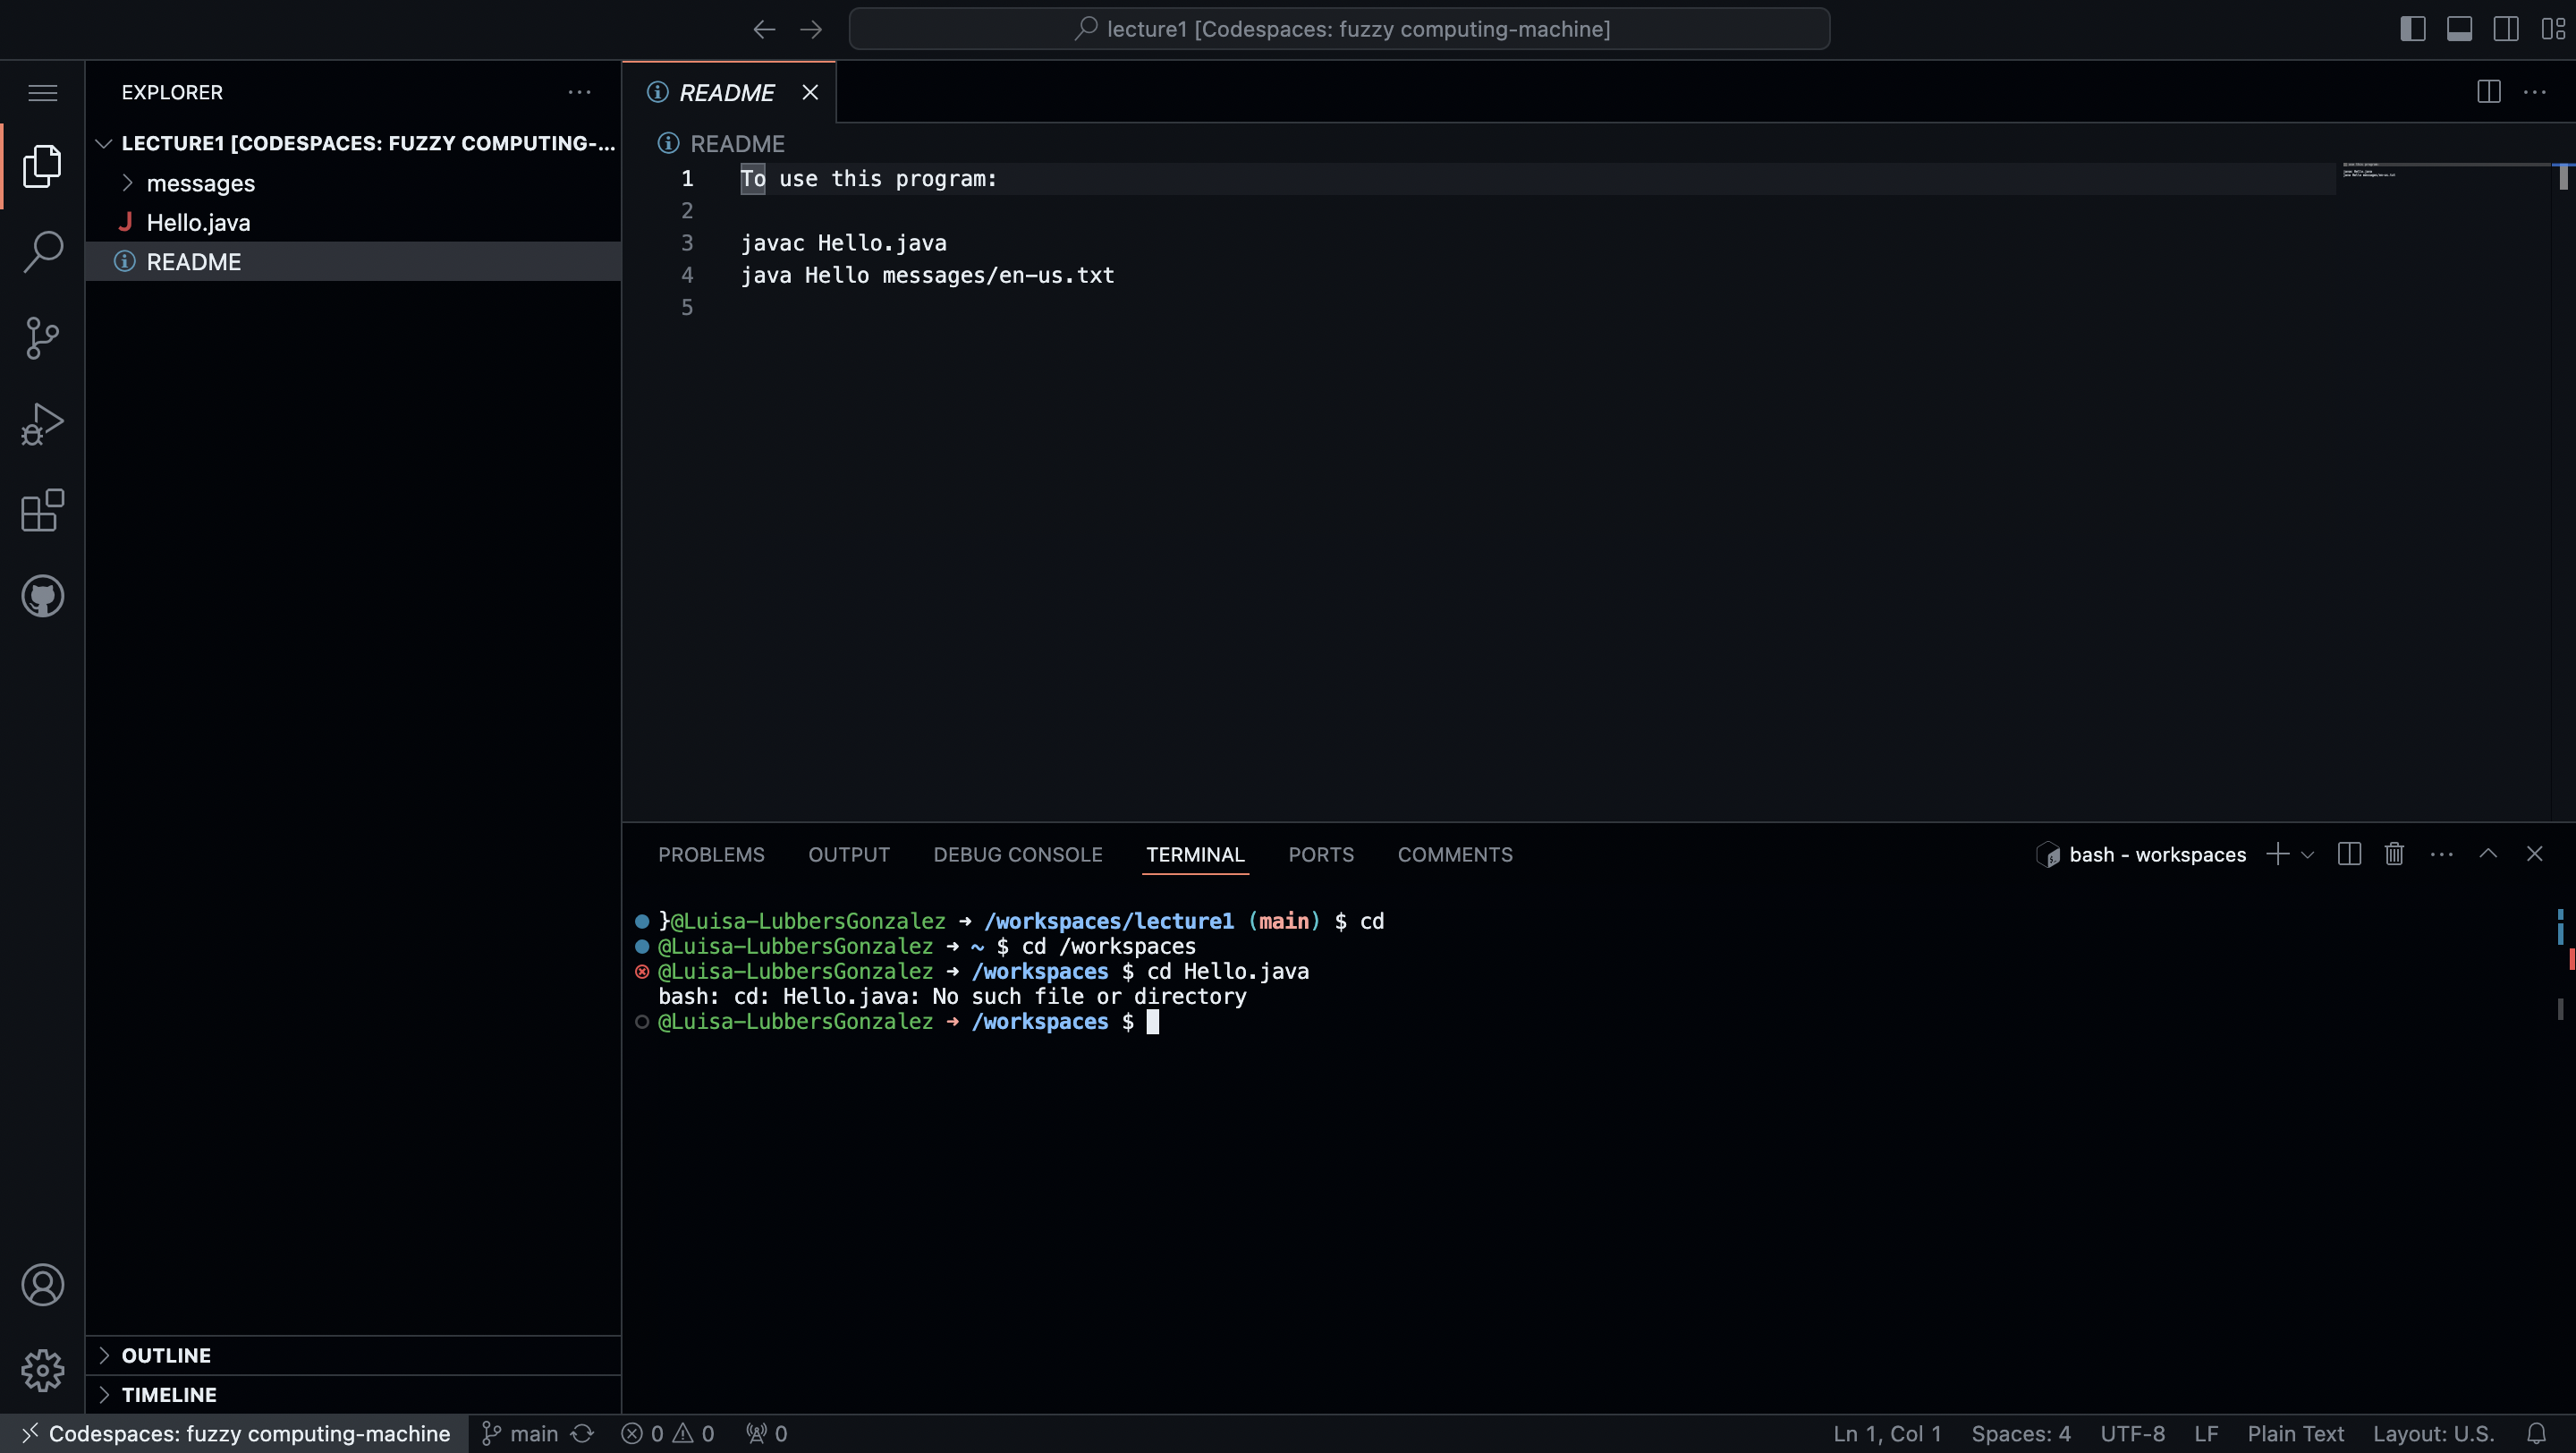 lecture1 [Codespaces: fuzzy computing-machine]
EXPLORER
LECTURE1 [CODESPACES: FUZZY COMPUTING-...
messages
J Hello.java
README
README
README
1 To use this program:
2
3 javac Hello.java
4 java Hello messages/en-us.txt
5
PROBLEMS OUTPUT DEBUG CONSOLE TERMINAL PORTS COMMENTS
bash - workspaces
}@Luisa-LubbersGonzalez → /workspaces/lecture1 (main) $ cd
@Luisa-LubbersGonzalez → ~ $ cd /workspaces
@Luisa-LubbersGonzalez → /workspaces $ cd Hello.java
bash: cd: Hello.java: No such file or directory
@Luisa-LubbersGonzalez → /workspaces $
OUTLINE
TIMELINE
Codespaces: fuzzy computing-machine main 0 0 0 Ln 1, Col 1 Spaces: 4 UTF-8 LF Plain Text Layout: U.S.